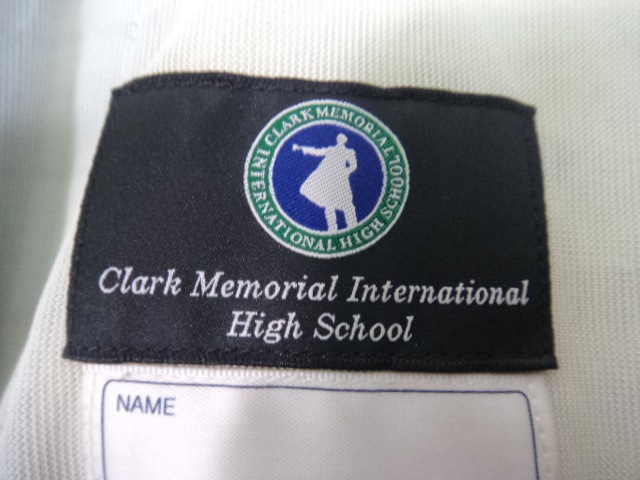 CLARK MEMORIAL
INTERNATIONAL HIGH SCHOOL
Clark Memorial International
High School
NAME